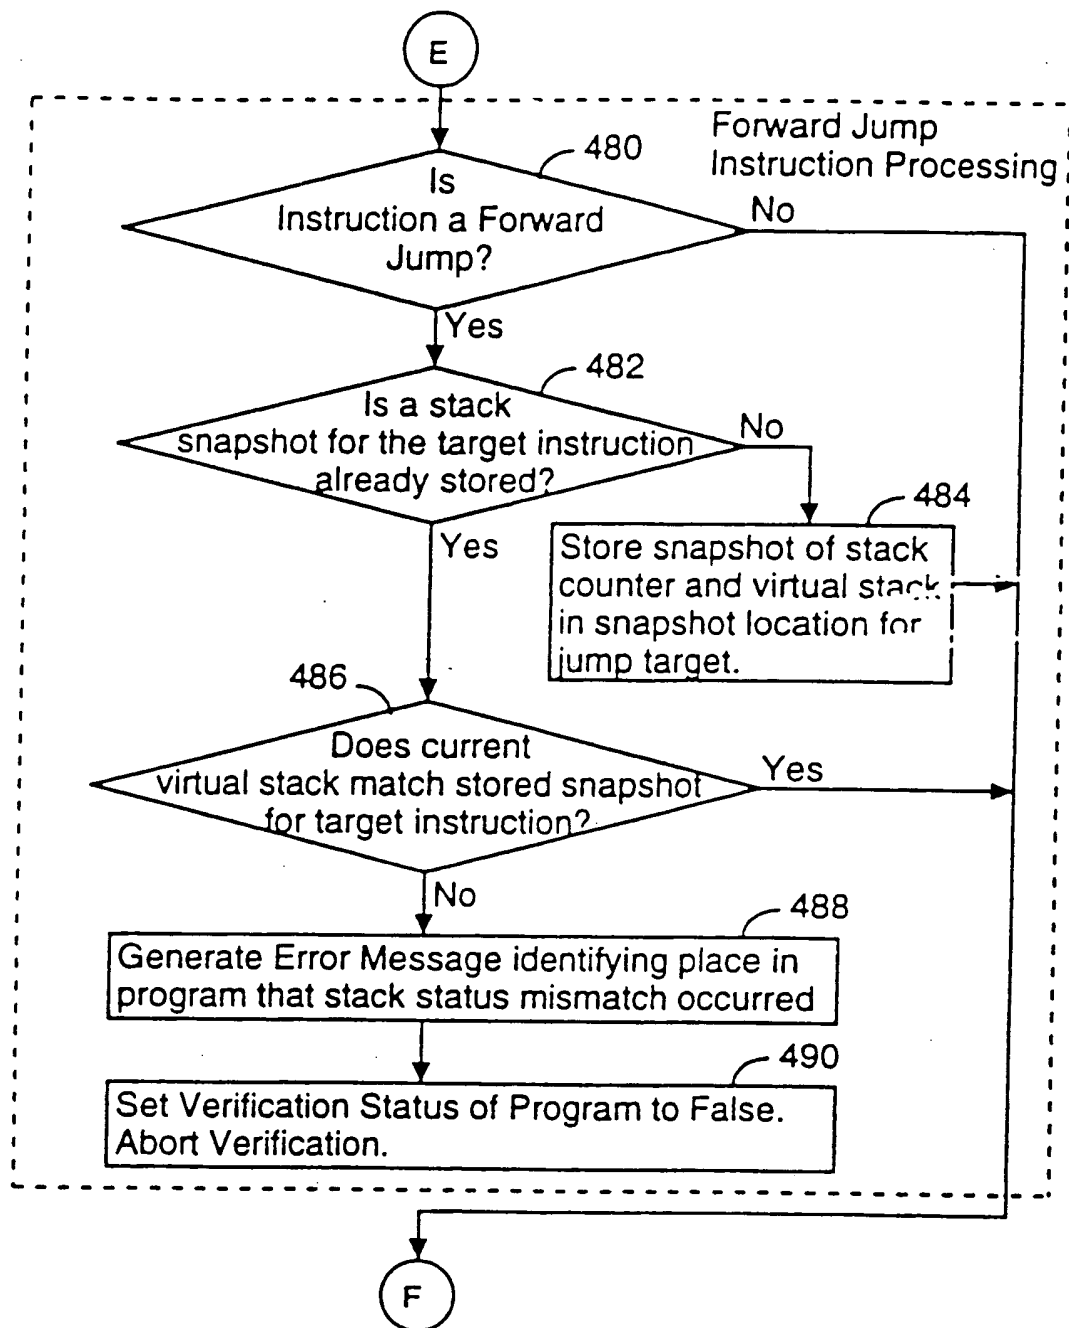 E
Forward Jump
Instruction Processing
480
Is
Instruction a Forward
Jump?
No
Yes
482
Is a stack
snapshot for the target instruction
already stored?
No
Yes
484
Store snapshot of stack
counter and virtual stack
in snapshot location for
jump target.
486
Does current
virtual stack match stored snapshot
for target instruction?
Yes
No
488
Generate Error Message identifying place in
program that stack status mismatch occurred
490
Set Verification Status of Program to False.
Abort Verification.
F